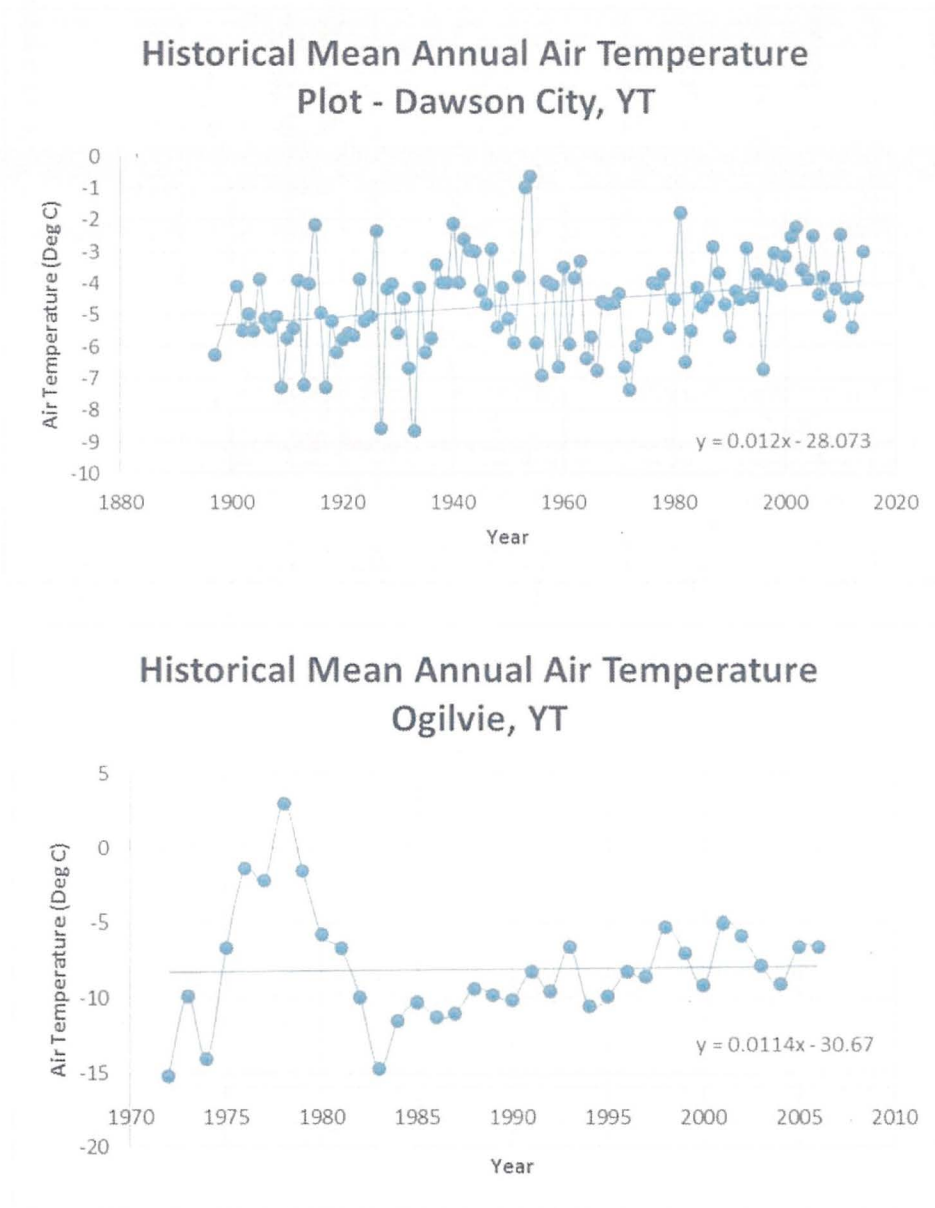 Historical Mean Annual Air Temperature
Plot - Dawson City, YT
0
-1
-2
-3
-4
-5
-6
-7
-8
-9
-10
Air Temperature (Deg C)
y = 0.012x - 28.073
1880 1900 1920 1940 1960 1980 2000 2020
Year
Historical Mean Annual Air Temperature
Ogilvie, YT
5
0
-5
-10
-15
-20
Air Temperature (Deg C)
y = 0.0114x - 30.67
1970 1975 1980 1985 1990 1995 2000 2005 2010
Year